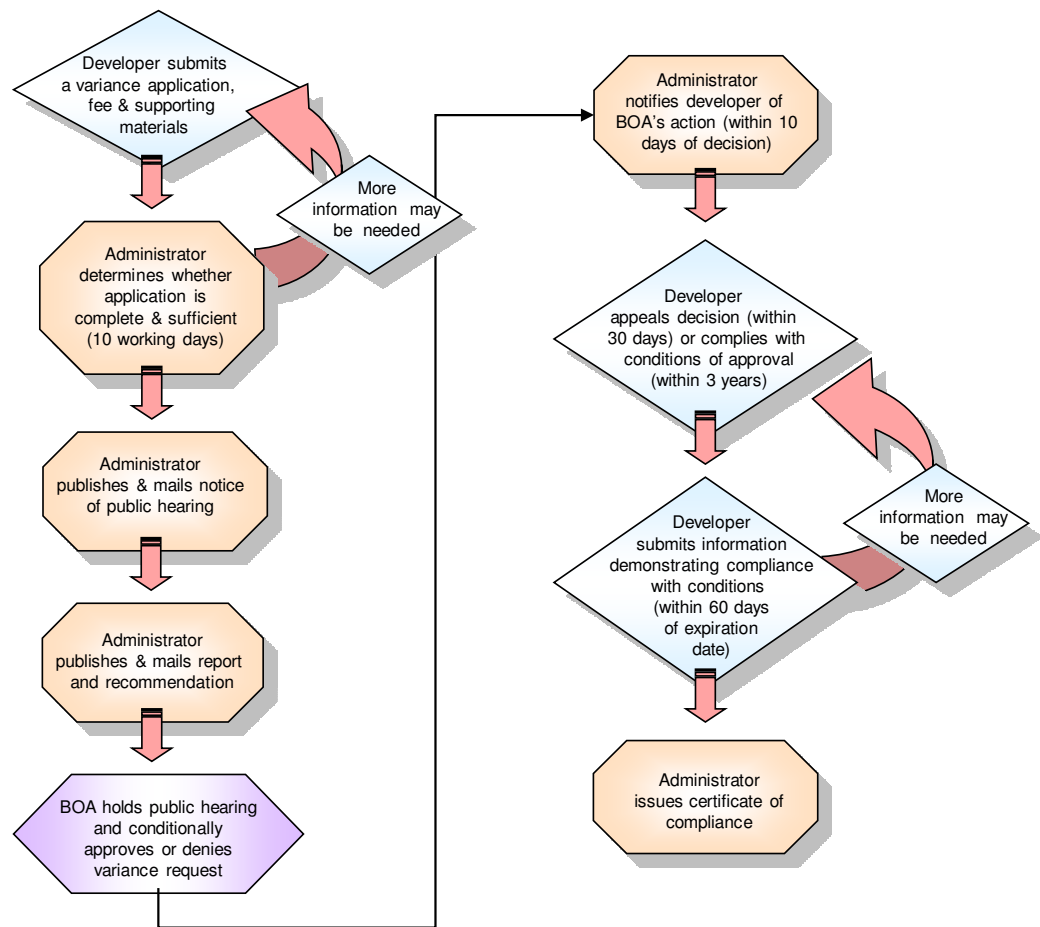 Developer submits
a variance application,
fee & supporting
materials
More
information may
be needed
Administrator
determines whether
application is
complete & sufficient
(10 working days)
Administrator
publishes & mails notice
of public hearing
Administrator
publishes & mails report
and recommendation
BOA holds public hearing
and conditionally
approves or denies
variance request
Administrator
notifies developer of
BOA's action (within 10
days of decision)
Developer
appeals decision (within
30 days) or complies with
conditions of approval
(within 3 years)
More
information may
be needed
Developer
submits information
demonstrating compliance
with conditions
(within 60 days
of expiration
date)
Administrator
issues certificate of
compliance